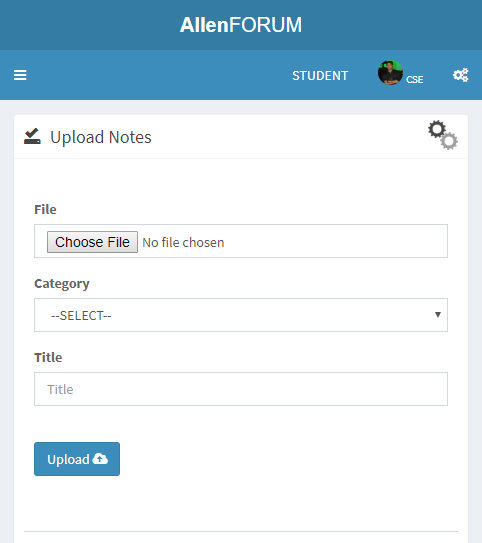 AllenFORUM
STUDENT CSE
Upload Notes
File
Choose File No file chosen
Category
--SELECT--
Title
Title
Upload